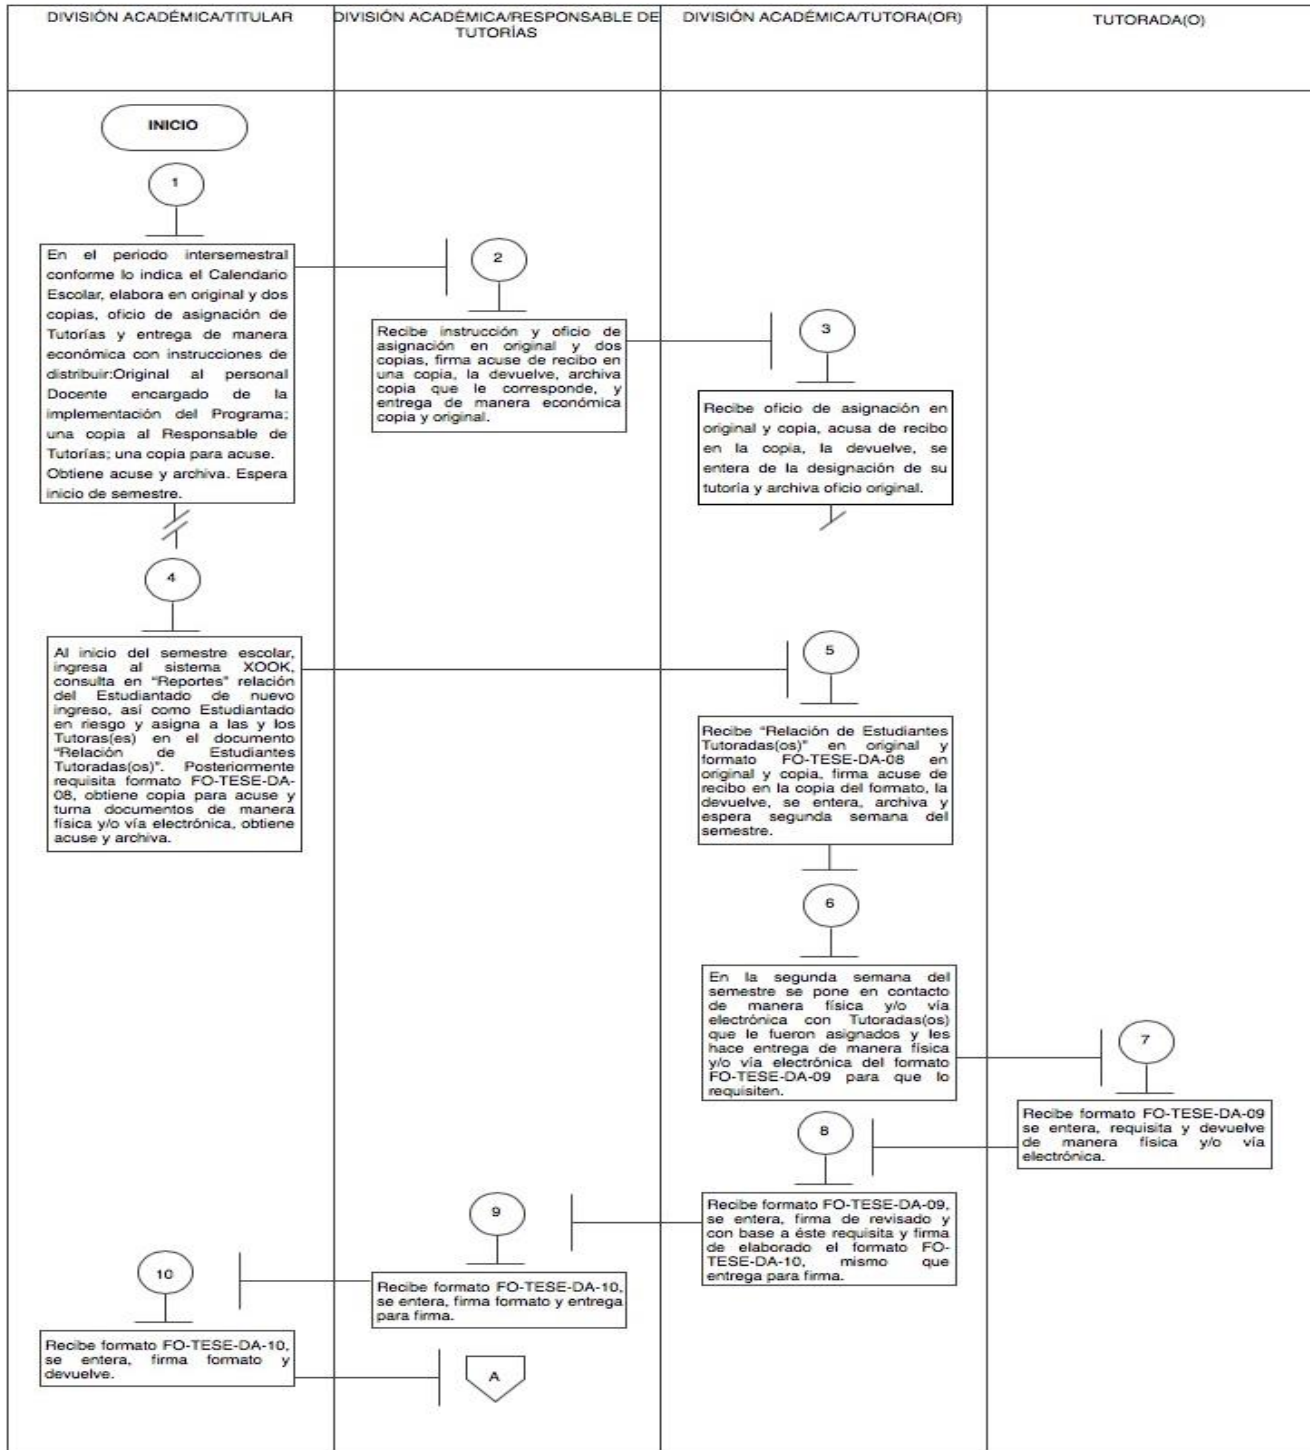 DIVISIÓN ACADÉMICA/TITULAR
DIVISIÓN ACADÉMICA/RESPONSABLE DE
TUTORÍAS
DIVISIÓN ACADÉMICA/TUTORA(OR)
TUTORADA(O)
INICIO
1
En el periodo intersemestral
conforme lo indica el Calendario
Escolar, elabora en original y dos
copias, oficio de asignación de
Tutorías y entrega de manera
económica con instrucciones de
distribuir:Original al personal
Docente encargado de la
implementación del Programa;
una copia al Responsable de
Tutorías; una copia para acuse.
Obtiene acuse y archiva. Espera
inicio de semestre.
2
Recibe instrucción y oficio de
asignación en original y dos
copias, firma acuse de recibo en
una copia, la devuelve, archiva
copia que le corresponde, y
entrega de manera económica
copia y original.
3
Recibe oficio de asignación en
original y copia, acusa de recibo
en la copia, la devuelve, se
entera de la designación de su
tutoría y archiva oficio original.
4
Al inicio del semestre escolar,
ingresa al sistema XOOK,
consulta en "Reportes" relación
del Estudiantado de nuevo
ingreso, así como Estudiantado
en riesgo y asigna a las y los
Tutoras(es) en el documento
"Relación de Estudiantes
Tutoradas(os)". Posteriormente
requisita formato FO-TESE-DA-
08, obtiene copia para acuse y
turna documentos de manera
física y/o vía electrónica, obtiene
acuse y archiva.
5
Recibe "Relación de Estudiantes
Tutoradas(os)" en original y
formato FO-TESE-DA-08 en
original y copia, firma acuse de
recibo en la copia del formato, la
devuelve, se entera, archiva y
espera segunda semana del
semestre.
6
En la segunda semana del
semestre se pone en contacto
de manera física y/o vía
electrónica con Tutoradas(os)
que le fueron asignados y les
hace entrega de manera física
y/o vía electrónica del formato
FO-TESE-DA-09 para que lo
requisiten.
7
Recibe formato FO-TESE-DA-09
se entera, requisita y devuelve
de manera física y/o vía
electrónica.
8
Recibe formato FO-TESE-DA-09,
se entera, firma de revisado y
con base a éste requisita y firma
de elaborado el formato FO-
TESE-DA-10, mismo que
entrega para firma.
9
Recibe formato FO-TESE-DA-10,
se entera, firma formato y entrega
para firma.
10
Recibe formato FO-TESE-DA-10,
se entera, firma formato y
devuelve.
A